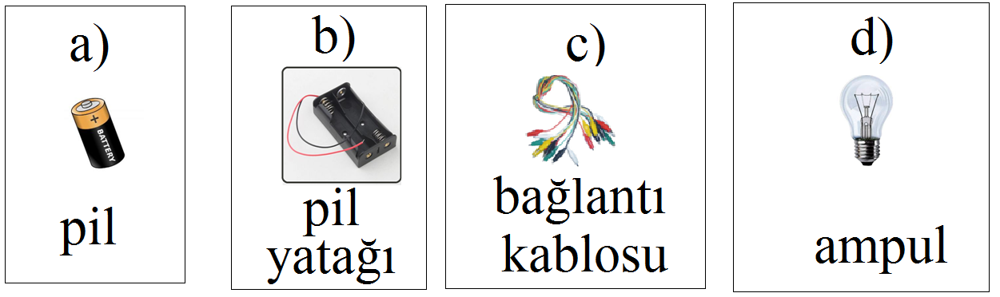 a)
+
BATTERY
pil
b)
pil
yatağı
c)
bağlantı
kablosu
d)
ampul